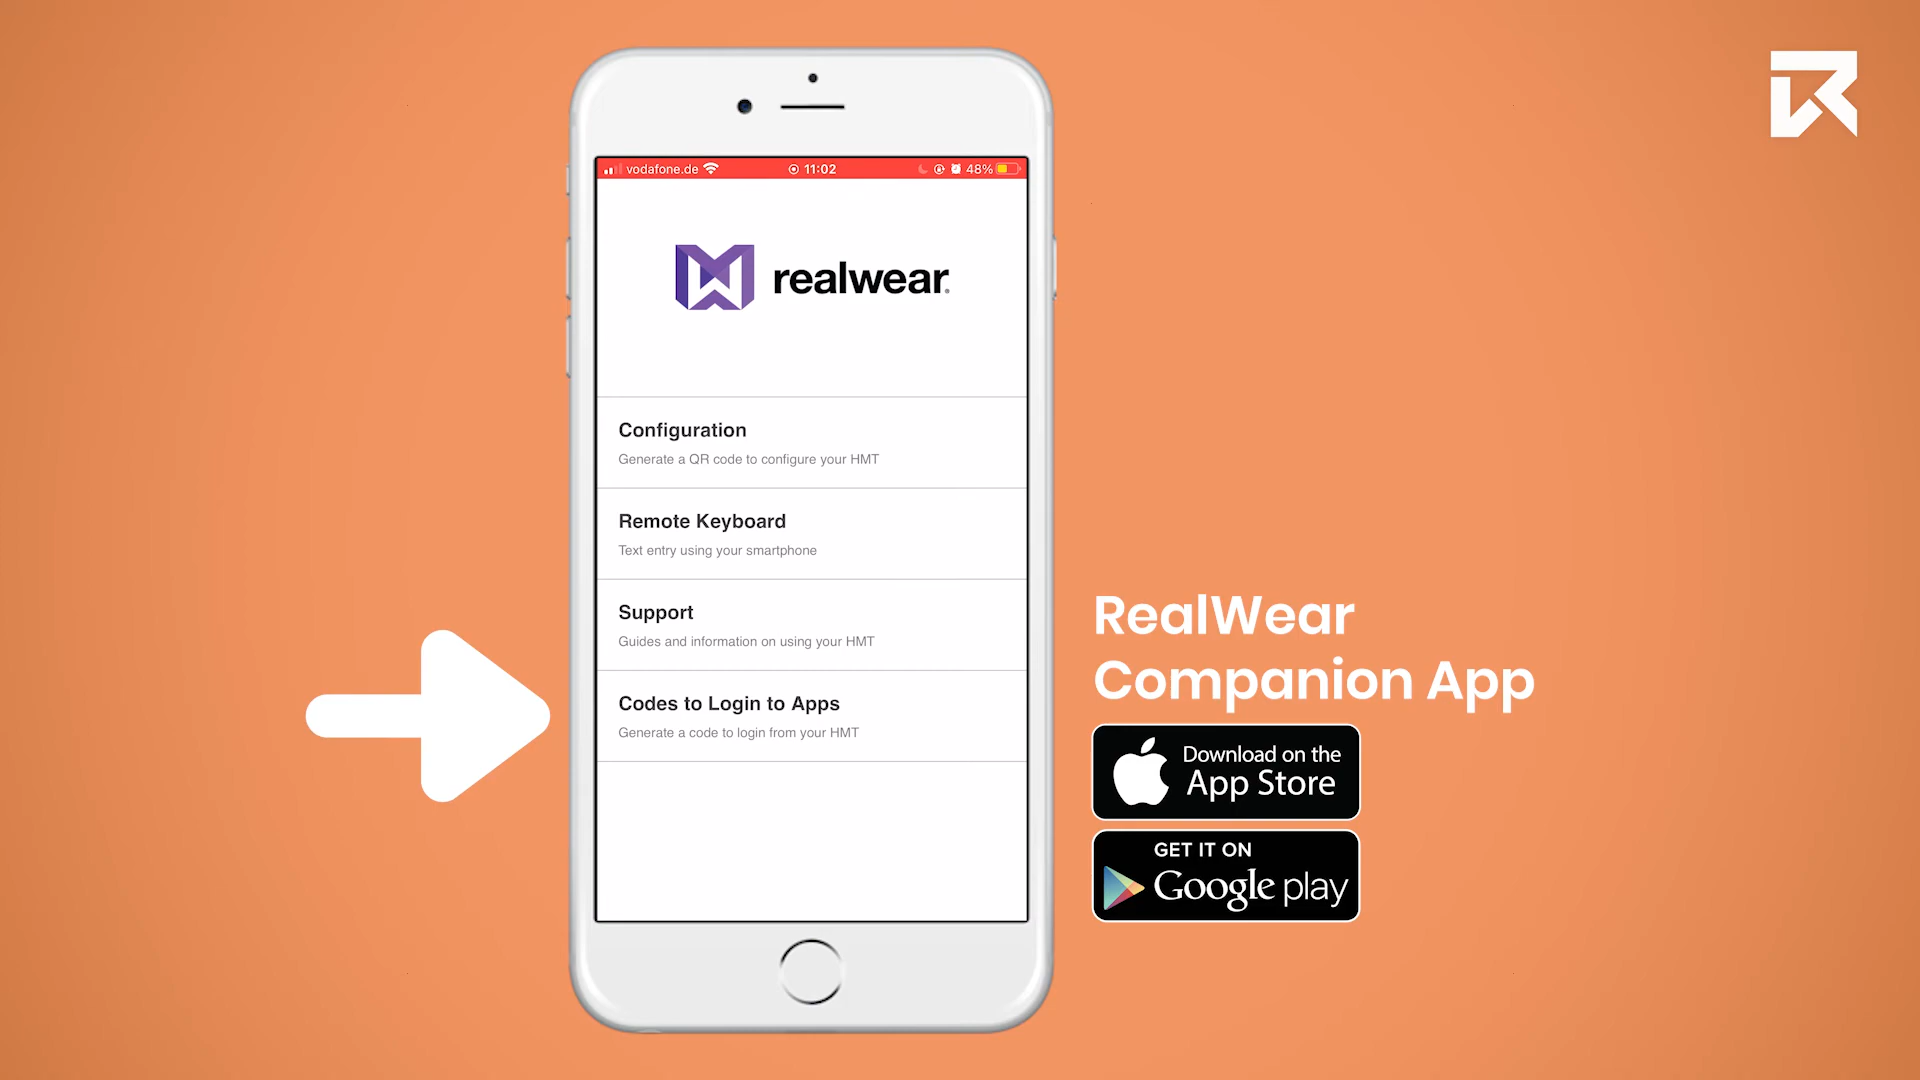 vodafone.de
11:02
48%
realwear
Configuration
Generate a QR code to configure your HMT
Remote Keyboard
Text entry using your smartphone
Support
Guides and information on using your HMT
Codes to Login to Apps
Generate a code to login from your HMT
RealWear
Companion App
Download on the
App Store
GET IT ON
Google play